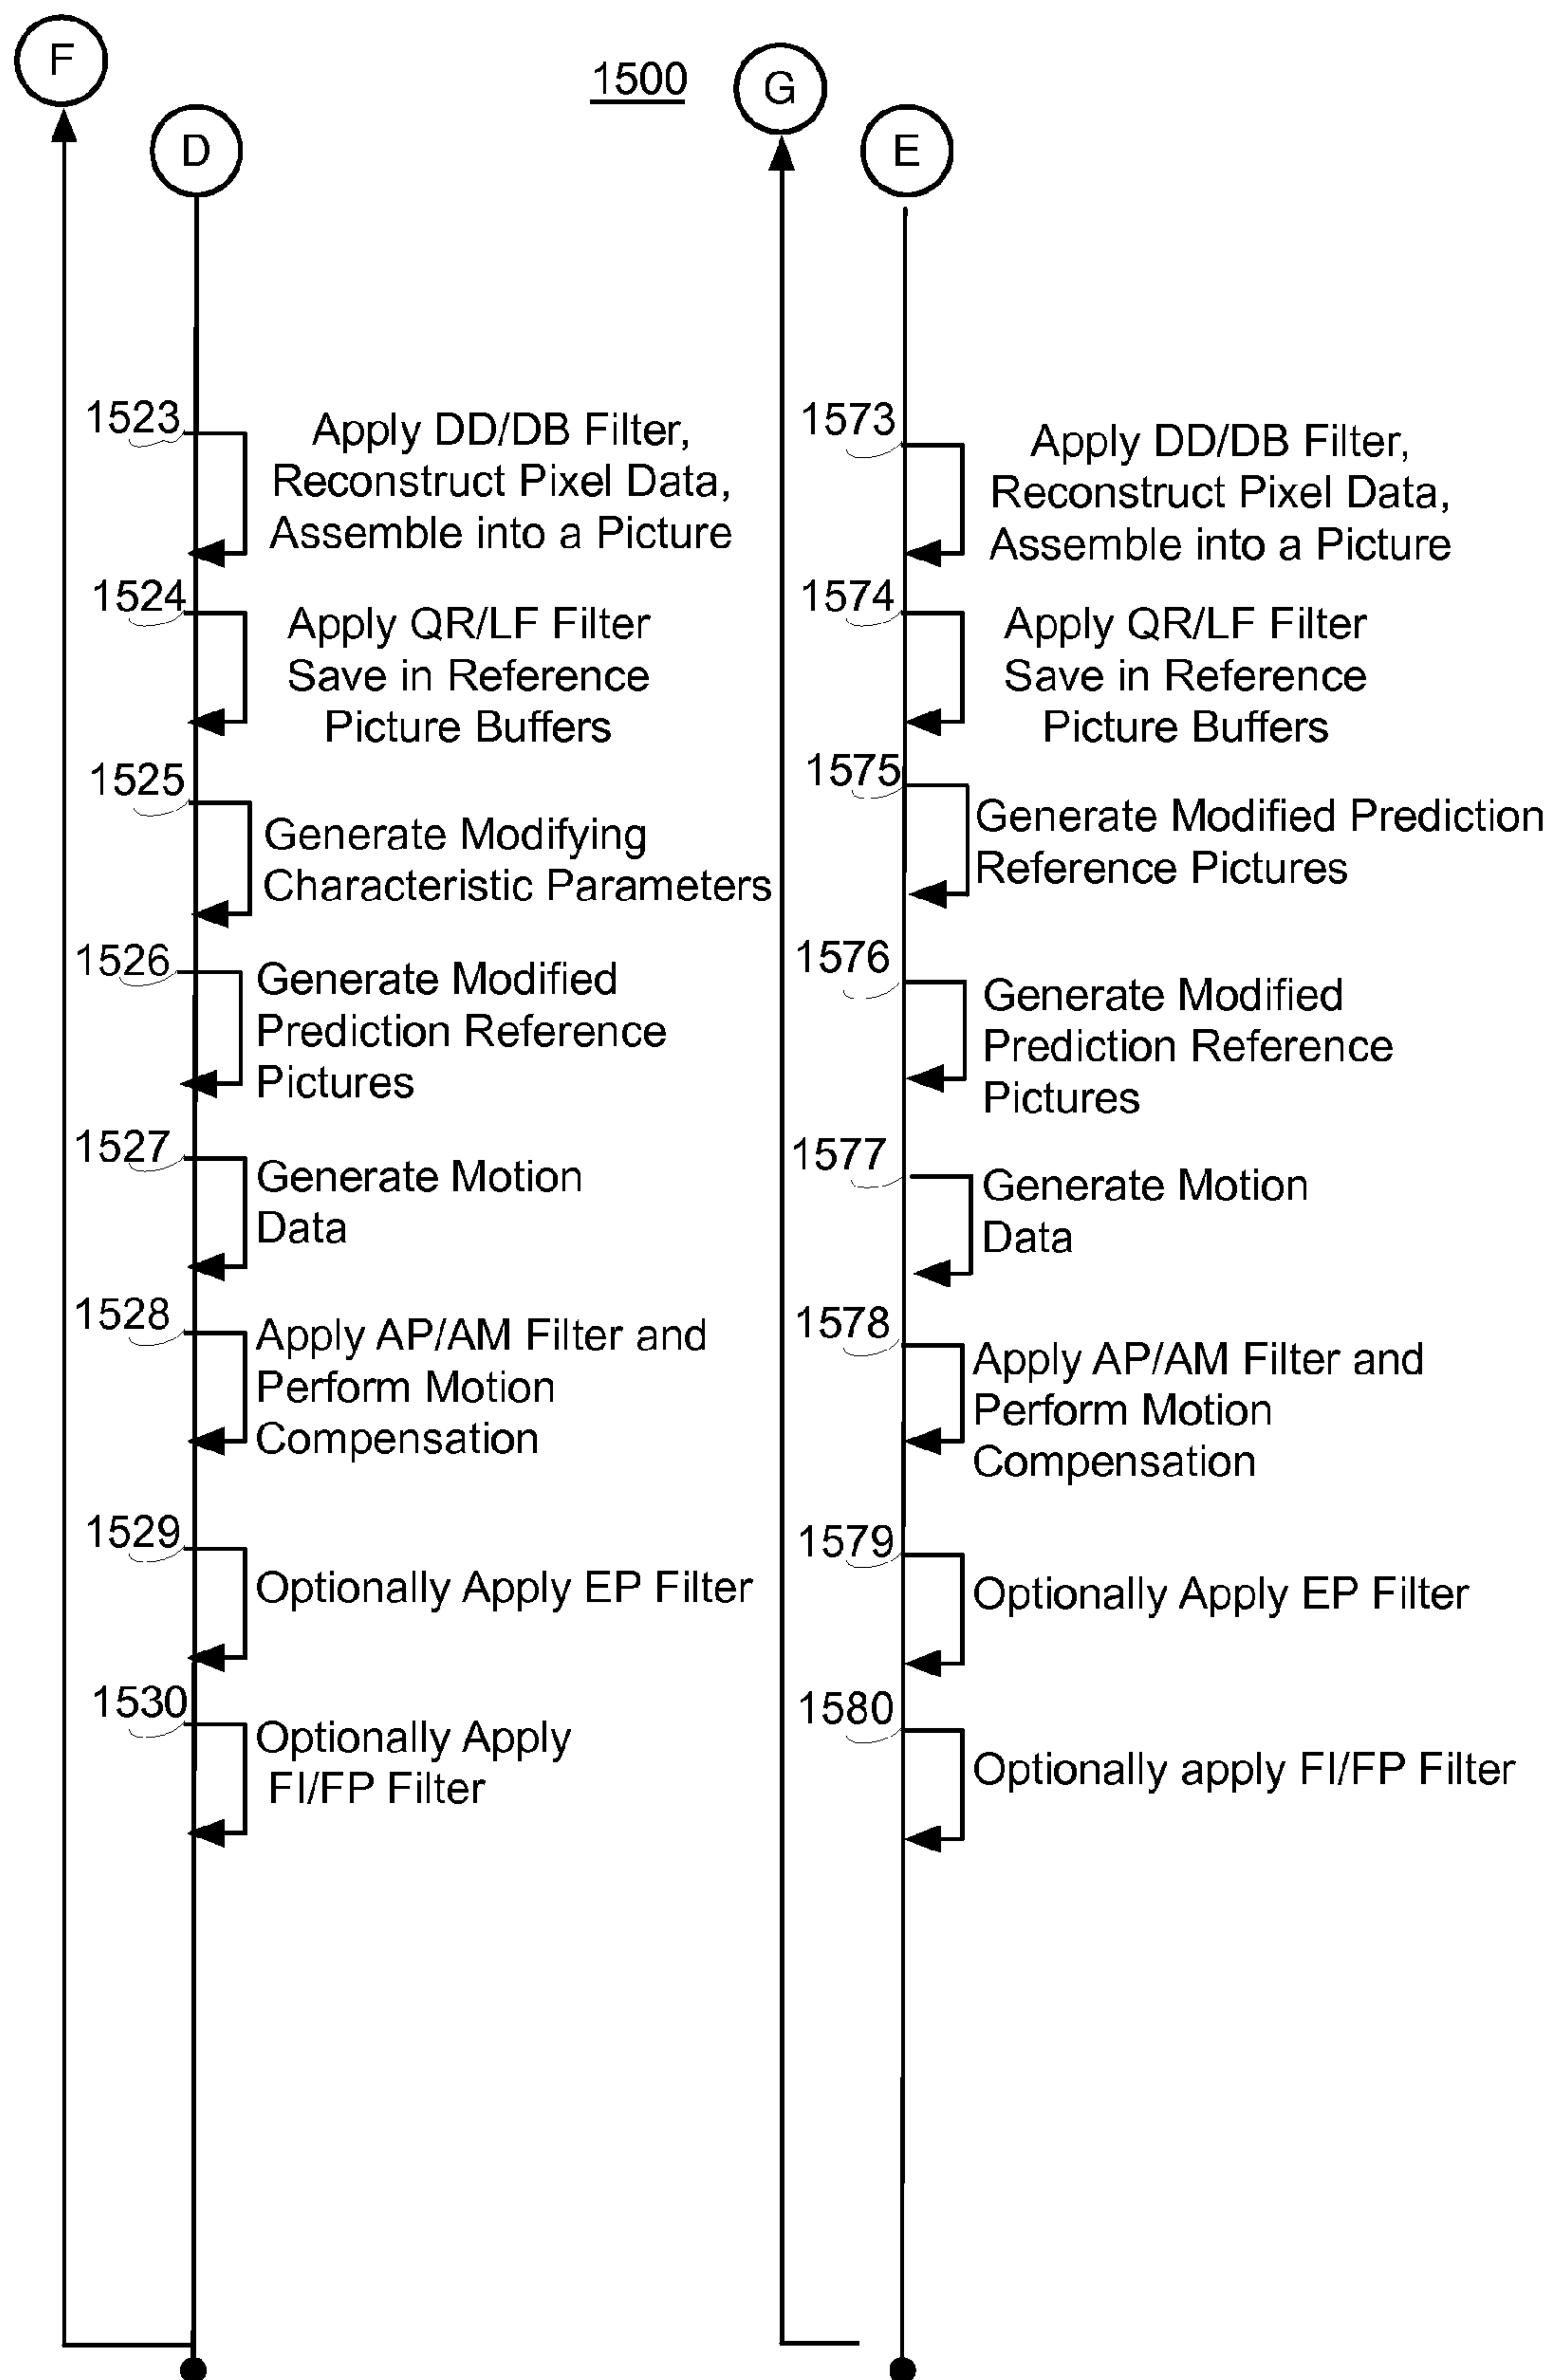 F
1500
G
D
E
1523
Apply DD/DB Filter,
Reconstruct Pixel Data,
Assemble into a Picture
1524
Apply QR/LF Filter
Save in Reference
Picture Buffers
1525
Generate Modifying
Characteristic Parameters
1526
Generate Modified
Prediction Reference
Pictures
1527
Generate Motion
Data
1528
Apply AP/AM Filter and
Perform Motion
Compensation
1529
Optionally Apply EP Filter
1530
Optionally Apply
FI/FP Filter
1573
Apply DD/DB Filter,
Reconstruct Pixel Data,
Assemble into a Picture
1574
Apply QR/LF Filter
Save in Reference
Picture Buffers
1575
Generate Modified Prediction
Reference Pictures
1576
Generate Modified
Prediction Reference
Pictures
1577
Generate Motion
Data
1578
Apply AP/AM Filter and
Perform Motion
Compensation
1579
Optionally Apply EP Filter
1580
Optionally apply FI/FP Filter